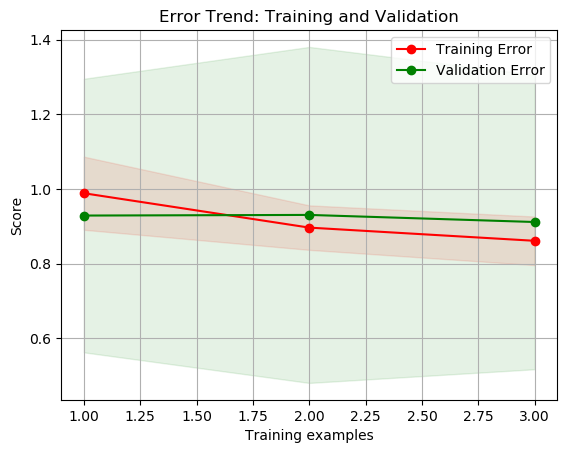 Error Trend: Training and Validation
Training Error
Validation Error
Score
1.4
1.2
1.0
0.8
0.6
1.00 1.25 1.50 1.75 2.00 2.25 2.50 2.75 3.00
Training examples